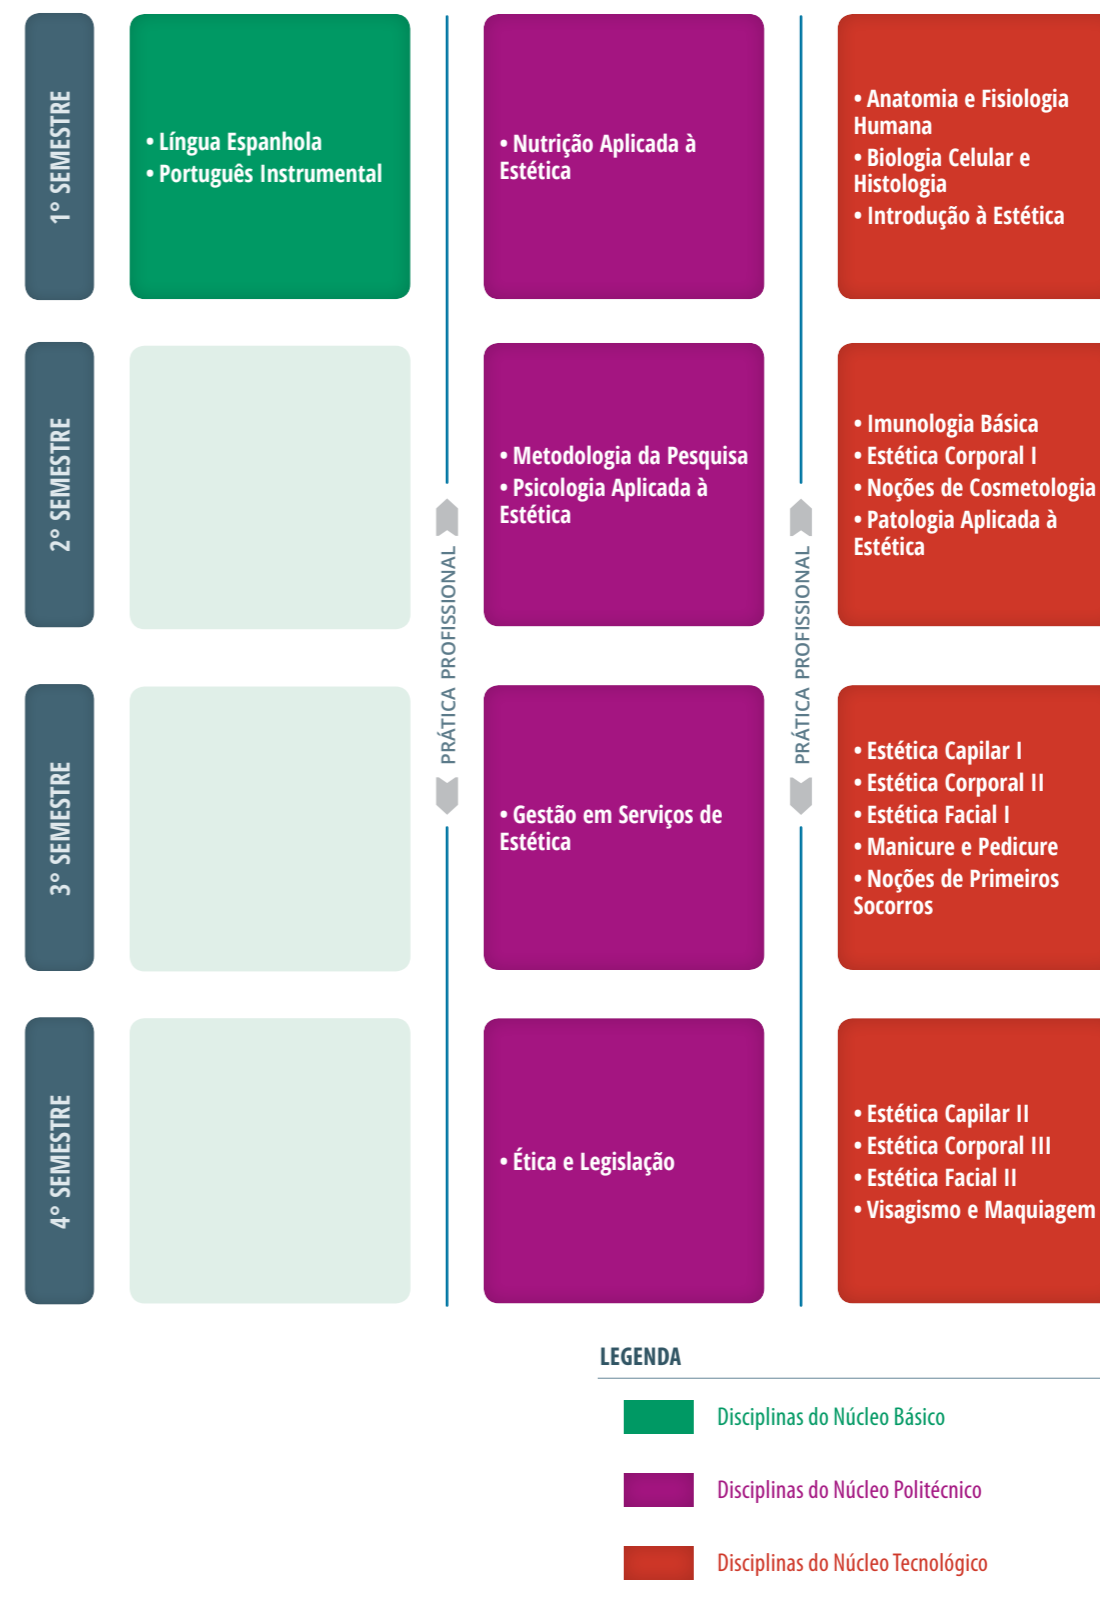 1º SEMESTRE
• Língua Espanhola
• Português Instrumental
• Nutrição Aplicada à
Estética
• Anatomia e Fisiologia
Humana
• Biologia Celular e
Histologia
• Introdução à Estética
2º SEMESTRE
• Metodologia da Pesquisa
• Psicologia Aplicada à
Estética
• Imunologia Básica
• Estética Corporal I
• Noções de Cosmetologia
• Patologia Aplicada à
Estética
PRÁTICA PROFISSIONAL
PRÁTICA PROFISSIONAL
3º SEMESTRE
• Gestão em Serviços de
Estética
• Estética Capilar I
• Estética Corporal II
• Estética Facial I
• Manicure e Pedicure
• Noções de Primeiros
Socorros
4º SEMESTRE
• Ética e Legislação
• Estética Capilar II
• Estética Corporal III
• Estética Facial II
• Visagismo e Maquiagem
LEGENDA
Disciplinas do Núcleo Básico
Disciplinas do Núcleo Politécnico
Disciplinas do Núcleo Tecnológico